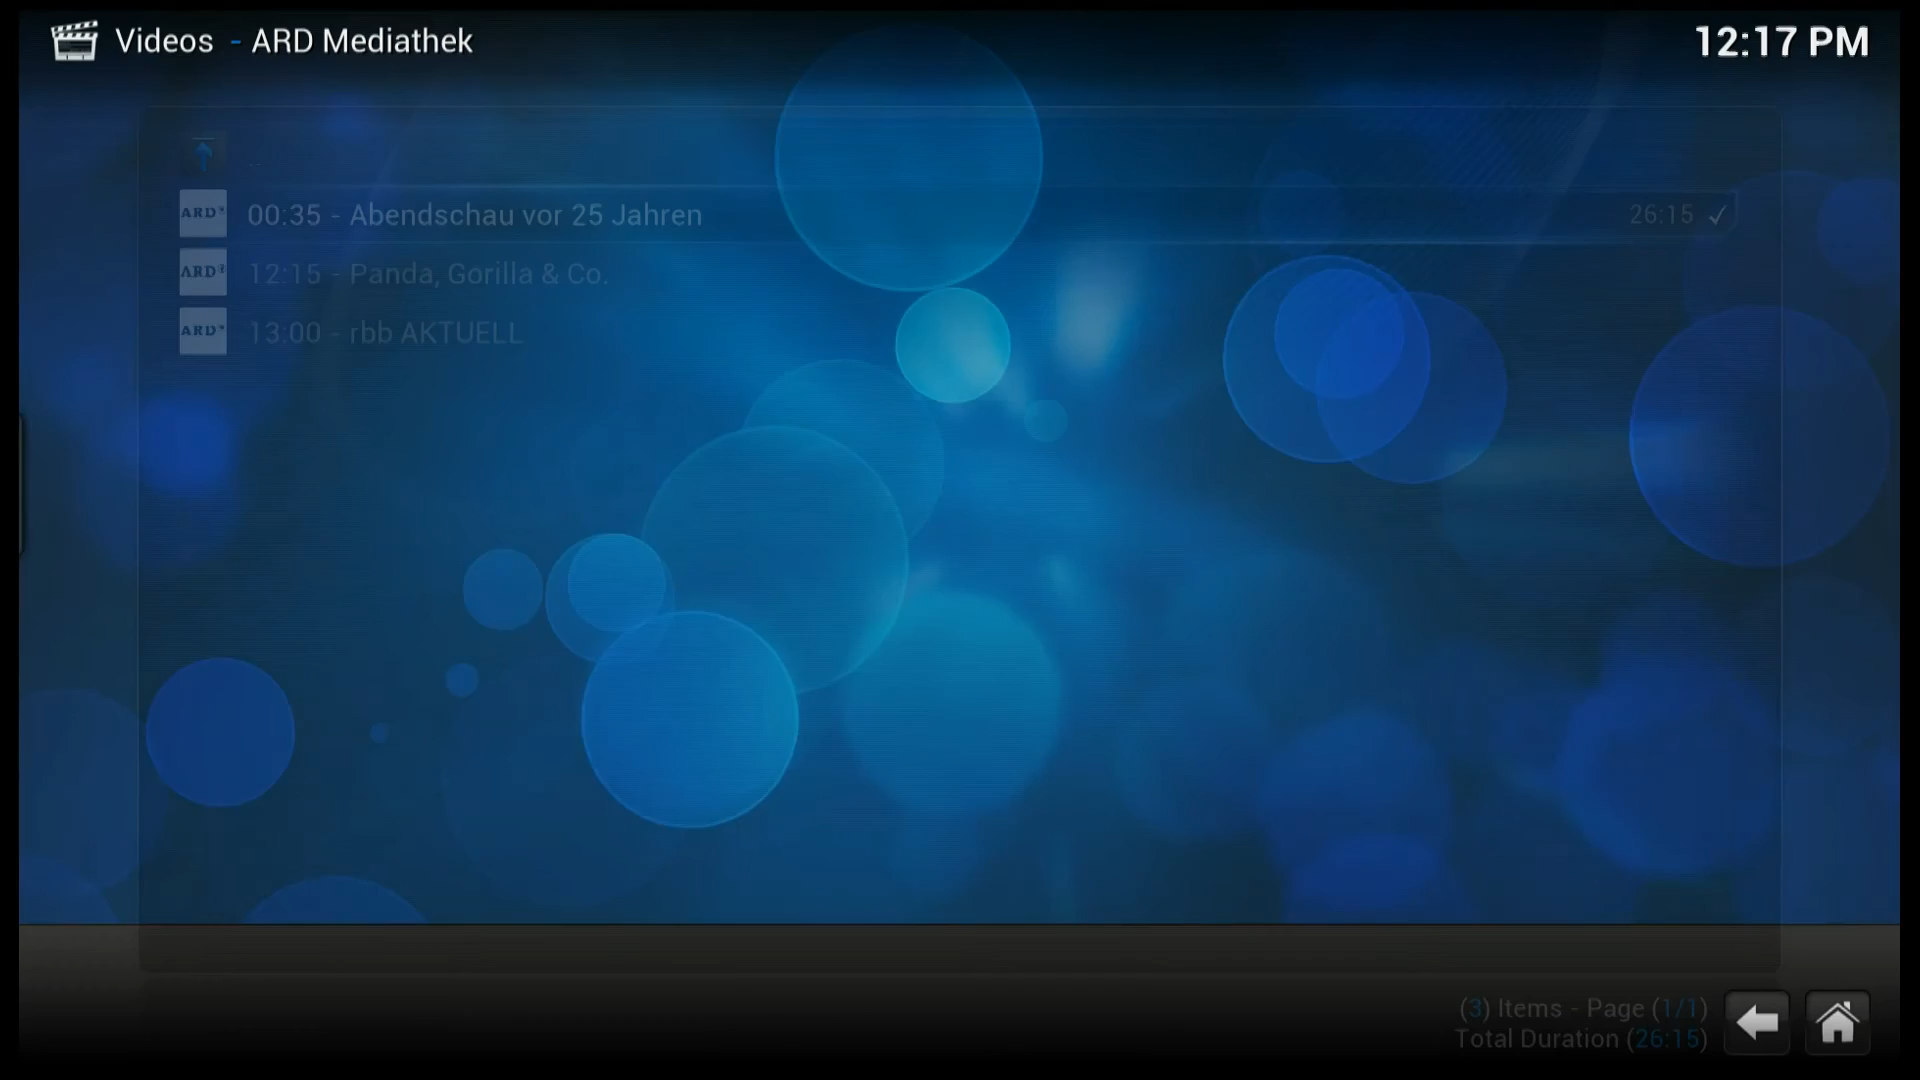 Videos - ARD Mediathek
12:17 PM
..
ARD 00:35 - Abendschau vor 25 Jahren 26:15 ✓
ARD 12:15 - Panda, Gorilla & Co.
ARD 13:00 - rbb AKTUELL
(3) Items - Page (1/1)
Total Duration (26:15)